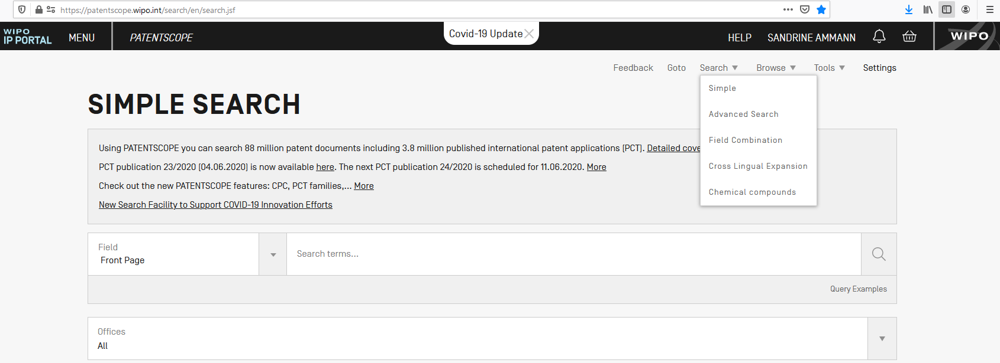 https://patentscope.wipo.int/search/en/search.jsf
WIPO
IP PORTAL
MENU
PATENTSCOPE
Covid-19 Update
HELP
SANDRINE AMMANN
WIPO
Feedback
Goto
Search
Browse
Tools
Settings
Simple
Advanced Search
Field Combination
Cross Lingual Expansion
Chemical compounds
SIMPLE SEARCH
Using PATENTSCOPE you can search 88 million patent documents including 3.8 million published international patent applications (PCT). Detailed cove
PCT publication 23/2020 (04.06.2020) is now available here. The next PCT publication 24/2020 is scheduled for 11.06.2020. More
Check out the new PATENTSCOPE features: CPC, PCT families,... More
New Search Facility to Support COVID-19 Innovation Efforts
Field
Front Page
Search terms...
Query Examples
Offices
All